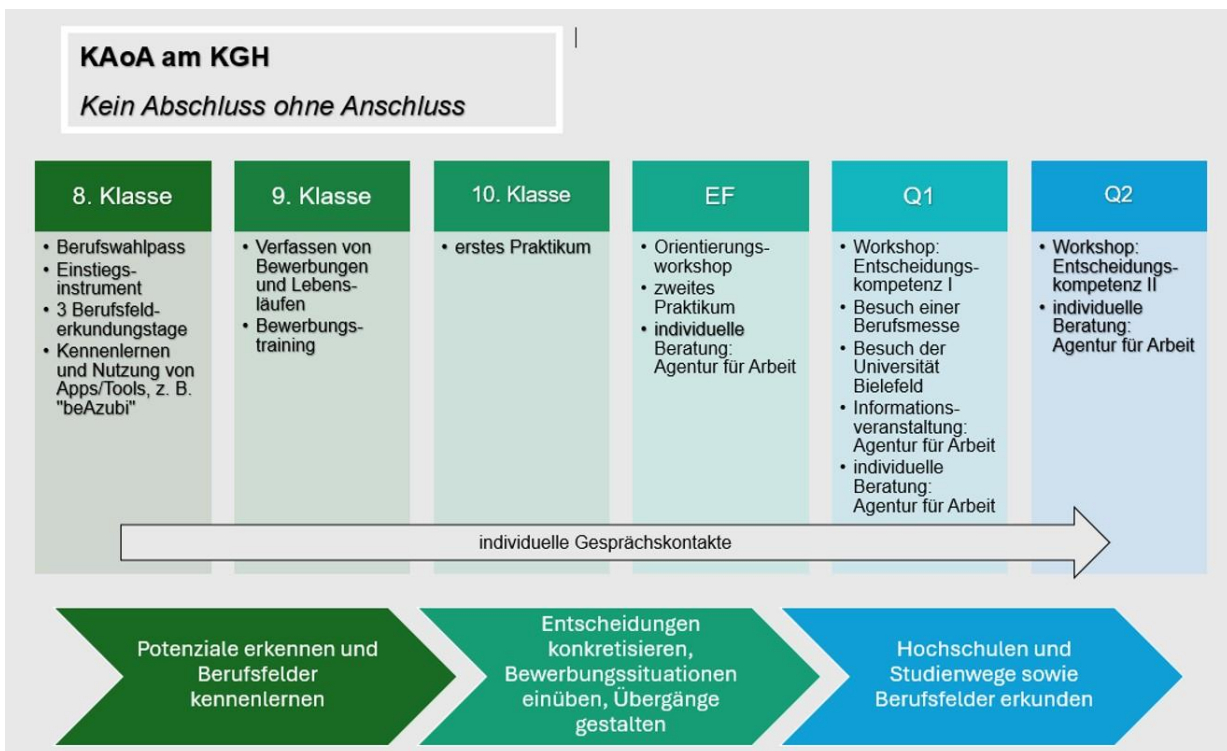 KAoA am KGH
Kein Abschluss ohne Anschluss
8. Klasse
• Berufswahlpass
• Einstiegs-
instrument
• 3 Berufsfeld-
erkundungstage
• Kennenlernen
und Nutzung von
Apps/Tools, z. B.
"beAzubi"
9. Klasse
• Verfassen von
Bewerbungen
und Lebens-
läufen
• Bewerbungs-
training
10. Klasse
• erstes Praktikum
EF
• Orientierungs-
workshop
• zweites
Praktikum
• individuelle
Beratung:
Agentur für Arbeit
Q1
• Workshop:
Entscheidungs-
kompetenz I
• Besuch einer
Berufsmesse
• Besuch der
Universität
Bielefeld
• Informations-
veranstaltung:
Agentur für Arbeit
• individuelle
Beratung:
Agentur für Arbeit
Q2
• Workshop:
Entscheidungs-
kompetenz II
• individuelle
Beratung:
Agentur für Arbeit
individuelle Gesprächskontakte
Potenziale erkennen und
Berufsfelder
kennenlernen
Entscheidungen
konkretisieren,
Bewerbungssituationen
einüben, Übergänge
gestalten
Hochschulen und
Studienwege sowie
Berufsfelder erkunden